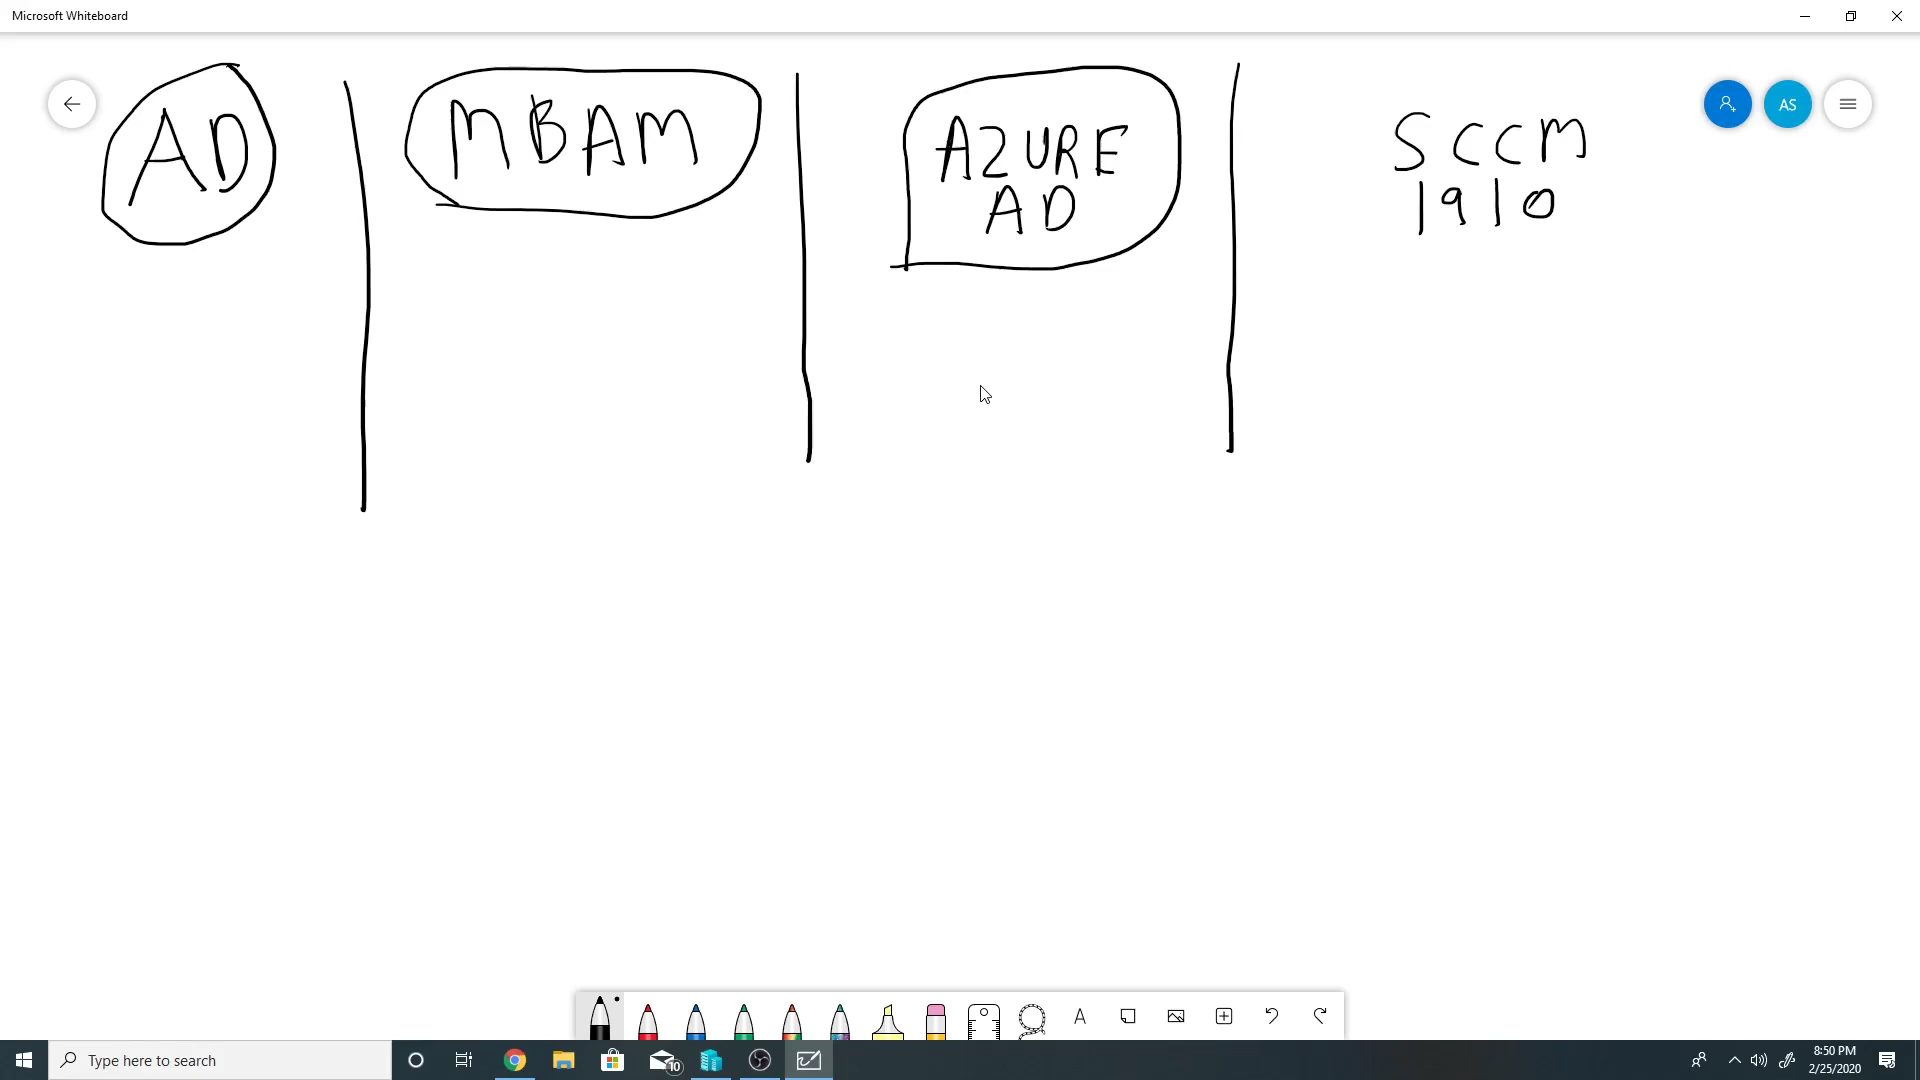 Microsoft Whiteboard
AD
MBAM
AZURE
AD
SCCM
1910
AS
A
Type here to search
10
8:50 PM
2/25/2020